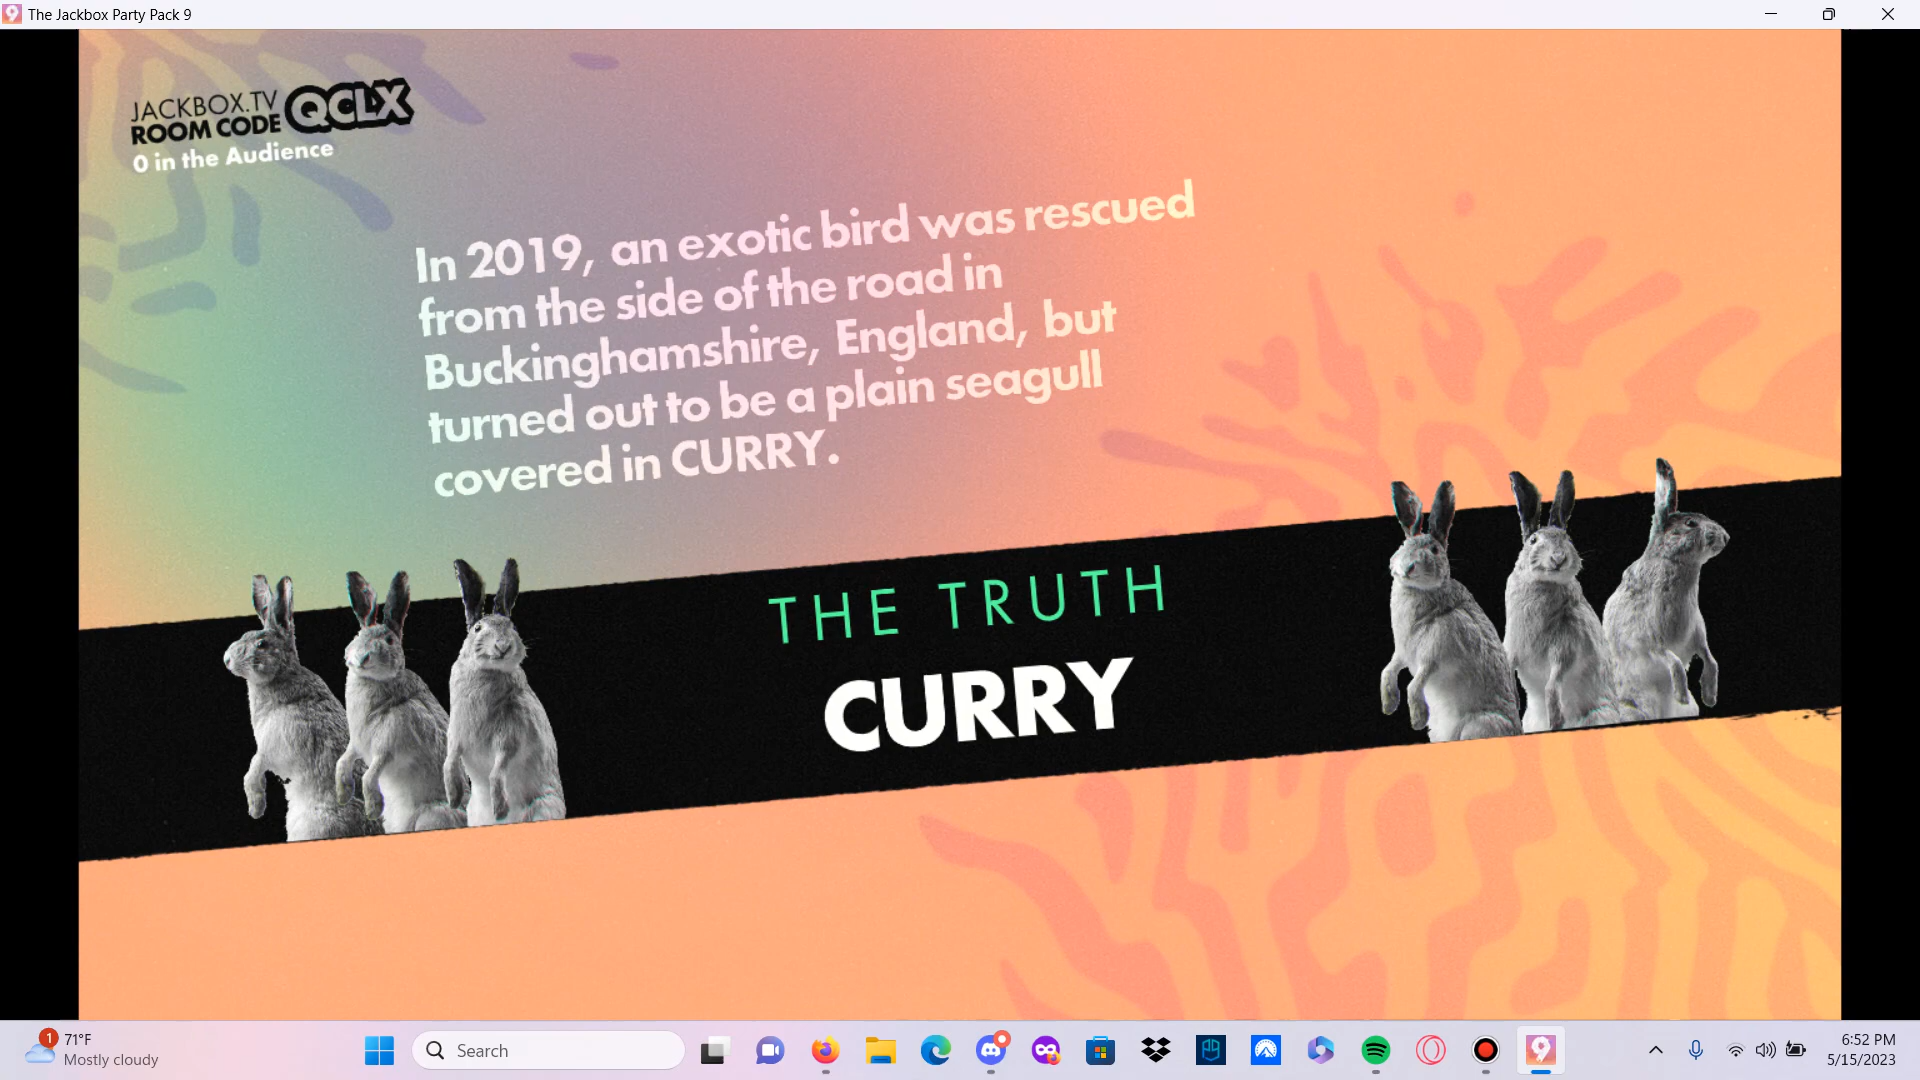 The Jackbox Party Pack 9
JACKBOX.TV
ROOM CODE QCLX
0 in the Audience
In 2019, an exotic bird was rescued
from the side of the road in
Buckinghamshire, England, but
turned out to be a plain seagull
covered in CURRY.
THE TRUTH
CURRY
1
71°F
Mostly cloudy
Search
6:52 PM
5/15/2023